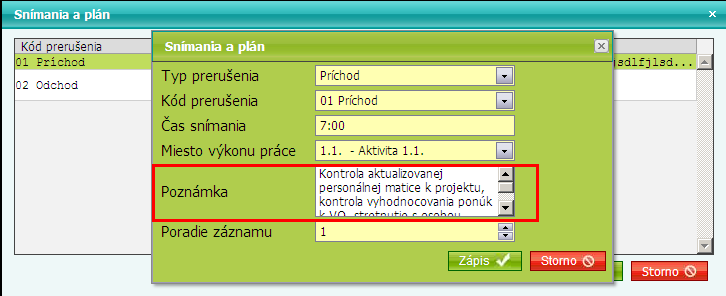 Snímania a plán
Kód prerušenia
01 Príchod
jsdlfjlsd...
02 Odchod
Snímania a plán
Typ prerušenia Príchod
Kód prerušenia 01 Príchod
Čas snímania 7:00
Miesto výkonu práce 1.1. - Aktivita 1.1.
Poznámka
Kontrola aktualizovanej
personálnej matice k projektu,
kontrola vyhodnocovania ponúk
k VO, stretnutie s osobou
Poradie záznamu 1
Zápis
Storno
Storno